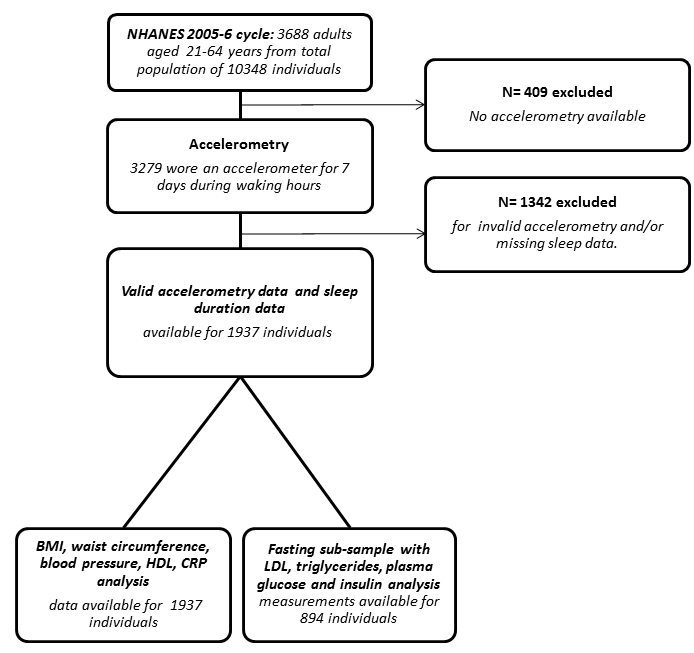 NHANES 2005-6 cycle: 3688 adults
aged 21-64 years from total
population of 10348 individuals
N= 409 excluded
No accelerometry available
Accelerometry
3279 wore an accelerometer for 7
days during waking hours
N= 1342 excluded
for invalid accelerometry and/or
missing sleep data.
Valid accelerometry data and sleep
duration data
available for 1937 individuals
BMI, waist circumference,
blood pressure, HDL, CRP
analysis
data available for 1937
individuals
Fasting sub-sample with
LDL, triglycerides, plasma
glucose and insulin analysis
measurements available for
894 individuals